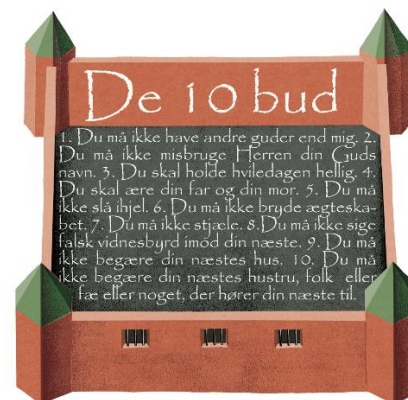 De 10 bud
1. Du må ikke have andre guder end mig. 2.
Du må ikke misbruge Herren din Guds
navn. 3. Du skal holde hviledagen hellig. 4.
Du skal ære din far og din mor. 5. Du må
ikke slå ihjel. 6. Du må ikke bryde ægteska-
bet. 7. Du må ikke stjæle. 8.Du må ikke sige
falsk vidnesbyrd imod din næste. 9. Du må
ikke begære din næstes hus. 10. Du må
ikke begære din næstes hustru, folk eller
fæ eller noget, der hører din næste til.